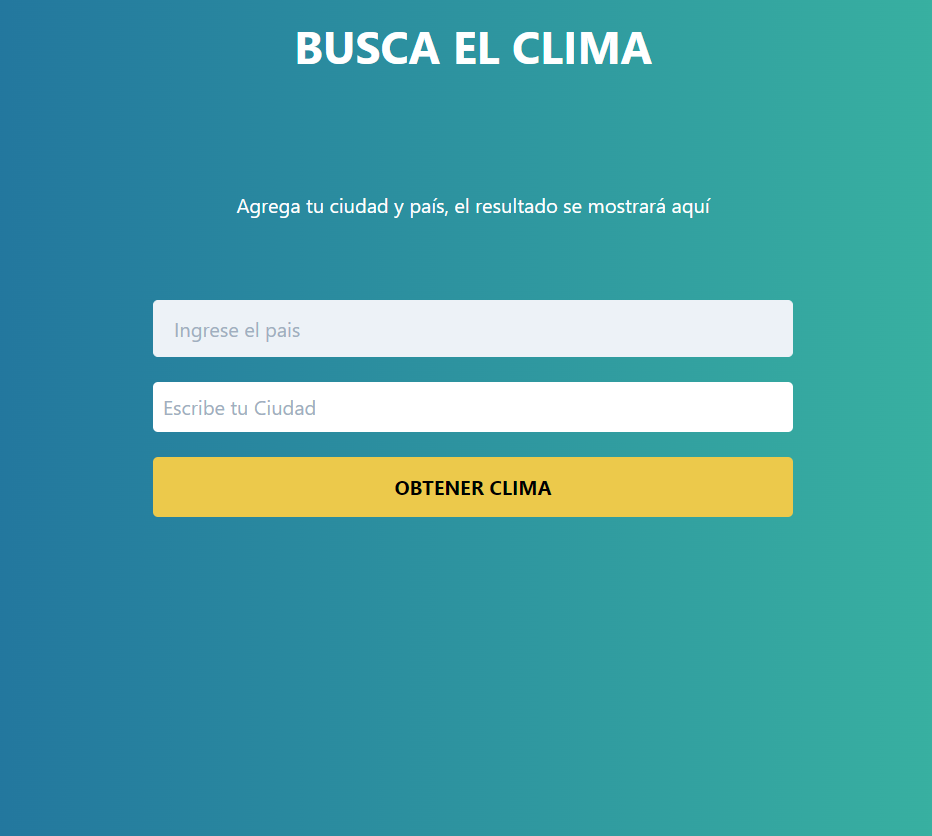 BUSCA EL CLIMA
Agrega tu ciudad y país, el resultado se mostrará aquí
Ingrese el pais
Escribe tu Ciudad
OBTENER CLIMA